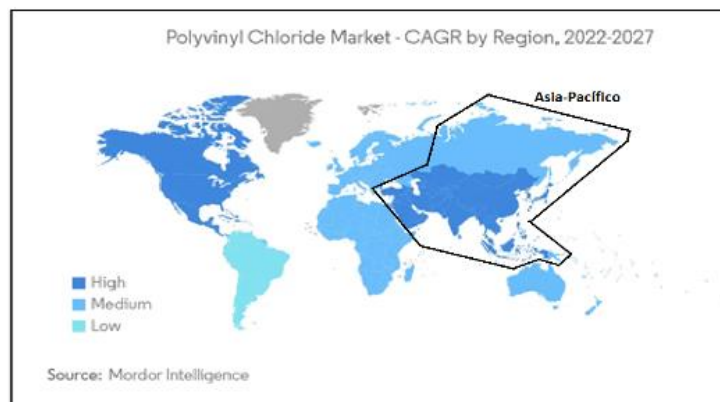 Polyvinyl Chloride Market - CAGR by Region, 2022-2027
Asia-Pacífico
High
Medium
Low
Source: Mordor Intelligence